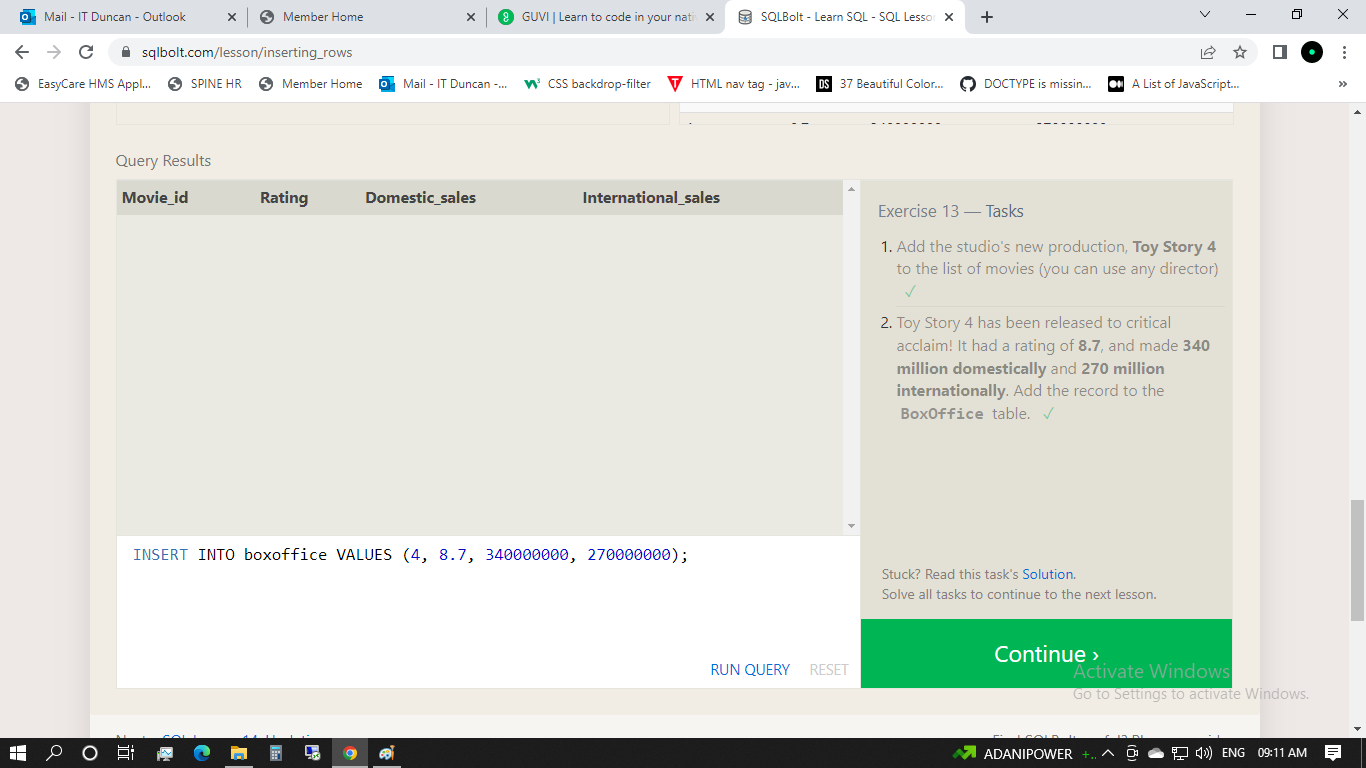 Mail - IT Duncan - Outlook
Member Home
GUVI | Learn to code in your nati
SQLBolt - Learn SQL - SQL Lesso
sqlbolt.com/lesson/inserting_rows
EasyCare HMS Appl...
SPINE HR
Member Home
Mail - IT Duncan -...
CSS backdrop-filter
HTML nav tag - jav...
DS 37 Beautiful Color...
DOCTYPE is missin...
A List of JavaScript...
»
Query Results
Movie_id Rating Domestic_sales International_sales
Exercise 13 — Tasks
1. Add the studio's new production, Toy Story 4
to the list of movies (you can use any director)
✓
2. Toy Story 4 has been released to critical
acclaim! It had a rating of 8.7, and made 340
million domestically and 270 million
internationally. Add the record to the
BoxOffice table. ✓
INSERT INTO boxoffice VALUES (4, 8.7, 340000000, 270000000);
Stuck? Read this task's Solution.
Solve all tasks to continue to the next lesson.
RUN QUERY RESET
Continue ›
Activate Windows
Go to Settings to activate Windows.
ADANIPOWER +..
ENG
09:11 AM